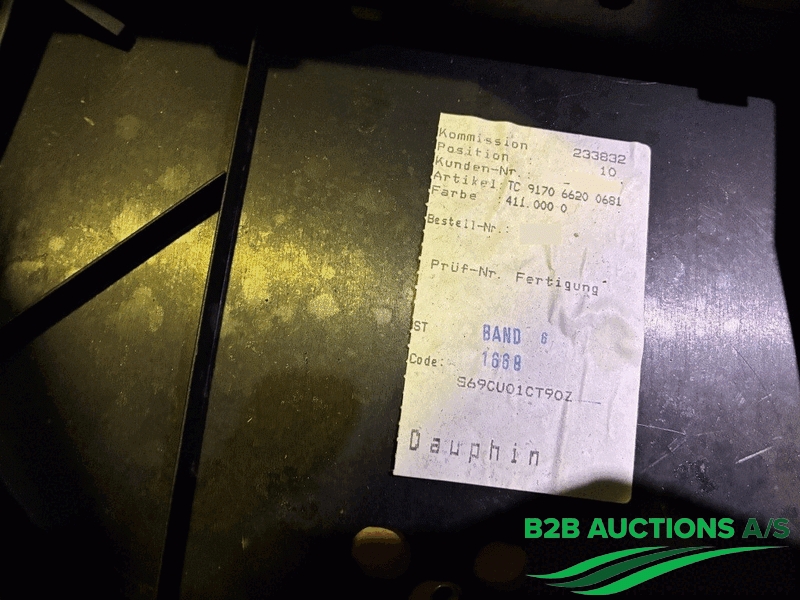 Kommission 233832
Position : 10
Kunden-Nr.:
Artikel: TC 9170 6620 0681
Farbe 411.000 0
Bestell-Nr.:
Prüf-Nr. Fertigung
ST BAND 6
Code: 1668
S69CU01CT90Z
Dauphin
B2B AUCTIONS A/S